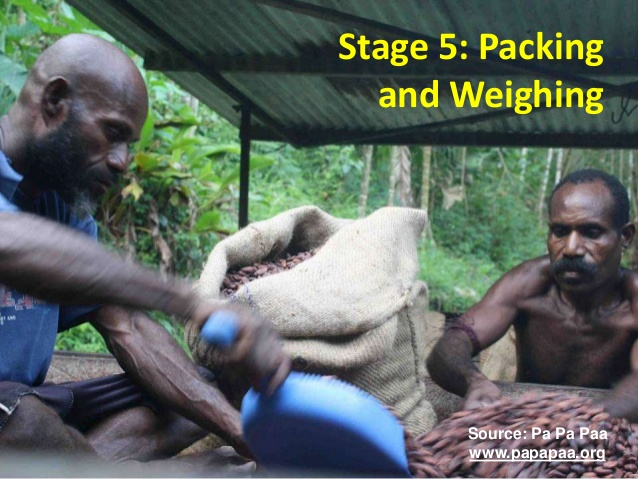 Stage 5: Packing
and Weighing
Source: Pa Pa Paa
www.papapaa.org